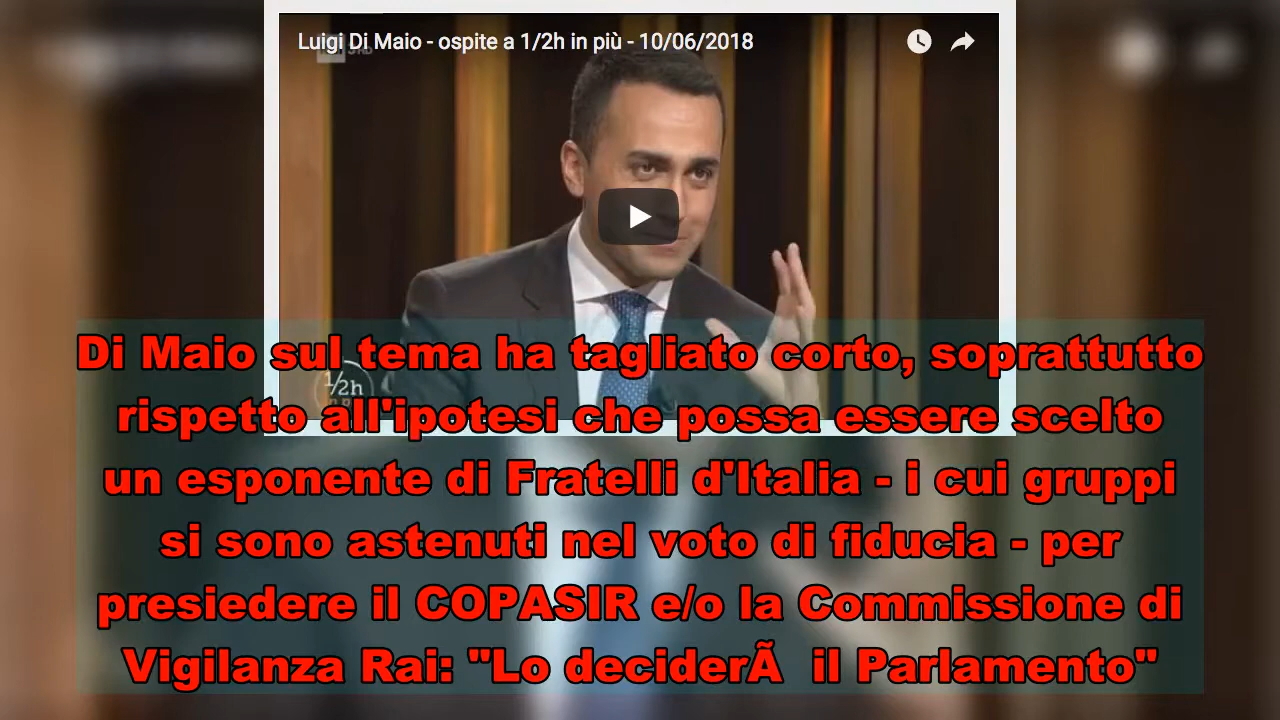 Luigi Di Maio - ospite a 1/2h in più - 10/06/2018
Di Maio sul tema ha tagliato corto, soprattutto
1/2h
rispetto all'ipotesi che possa essere scelto
un esponente di Fratelli d'Italia - i cui gruppi
si sono astenuti nel voto di fiducia - per
presiedere il COPASIR e/o la Commissione di
Vigilanza Rai: "Lo deciderÃ  il Parlamento"